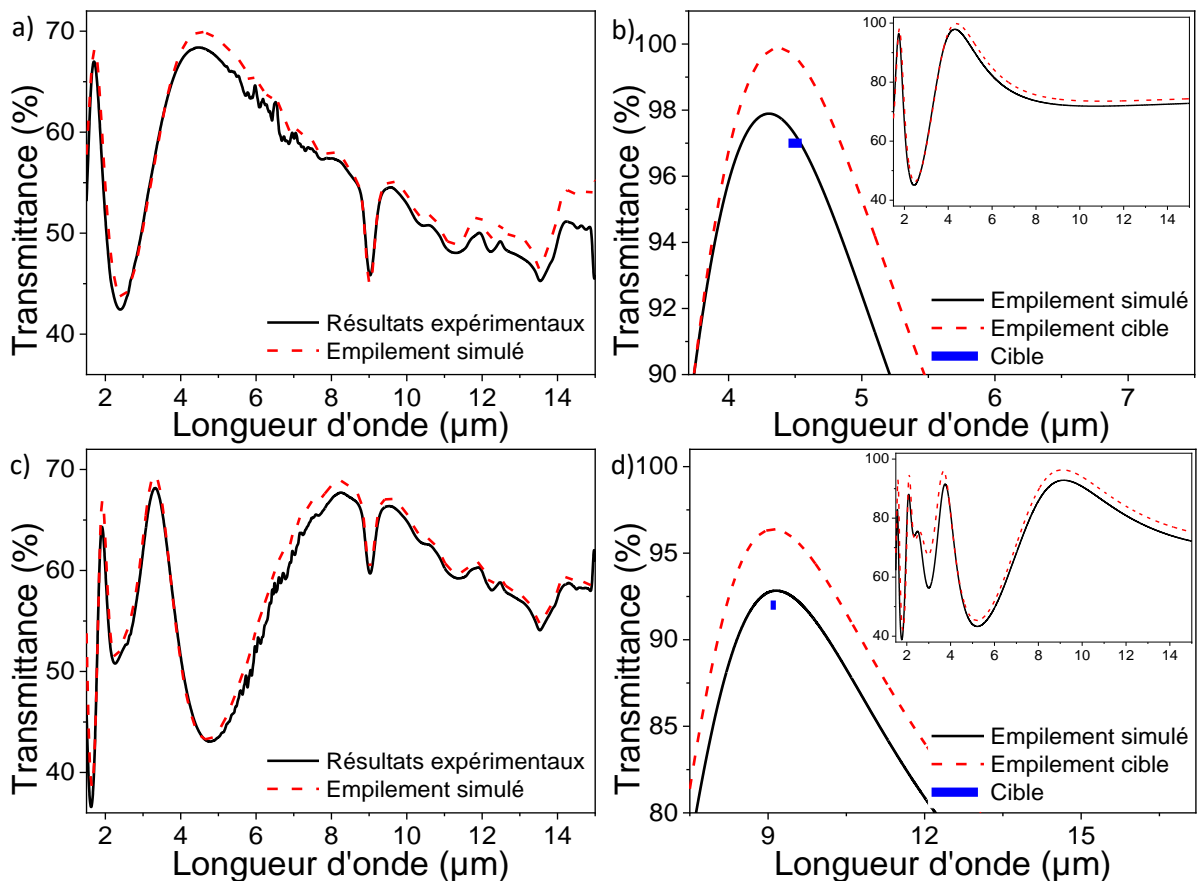 a)
Transmittance (%)
70
60
50
40
2
4
6
8
10
12
14
Résultats expérimentaux
Empilement simulé
Longueur d'onde (µm)
b)
Transmittance (%)
100
98
96
94
92
90
4
5
6
7
Empilement simulé
Empilement cible
Cible
Longueur d'onde (µm)
100
80
60
40
2
4
6
8
10
12
14
c)
Transmittance (%)
70
60
50
40
2
4
6
8
10
12
14
Résultats expérimentaux
Empilement simulé
Longueur d'onde (µm)
d)
Transmittance (%)
100
95
90
85
80
9
12
15
Empilement simulé
Empilement cible
Cible
Longueur d'onde (µm)
100
80
60
40
2
4
6
8
10
12
14